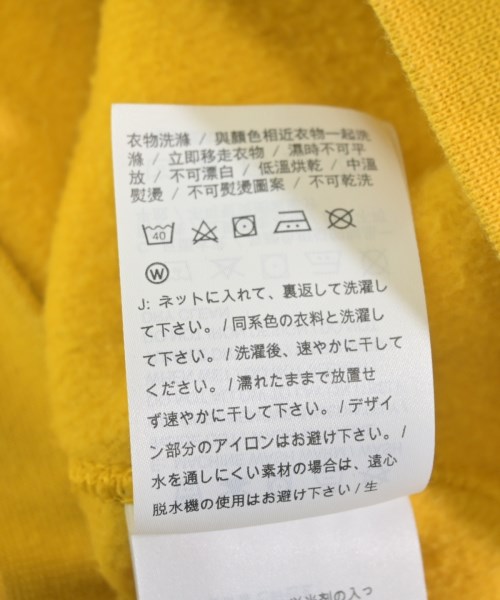 衣物洗滌 / 與顏色相近衣物一起洗
滌 / 立即移走衣物 / 濕時不可平
放 / 不可漂白 / 低溫烘乾 / 中溫
熨燙 / 不可熨燙圖案 / 不可乾洗
40
W
J: ネットに入れて、裏返して洗濯し
て下さい。/ 同系色の衣料と洗濯し
て下さい。/ 洗濯後、速やかに干して
ください。/ 濡れたままで放置せ
ず速やかに干して下さい。/ デザイ
ン部分のアイロンはお避け下さい。/
水を通しにくい素材の場合は、遠心
脱水機の使用はお避け下さい / 生
光剤の入っ